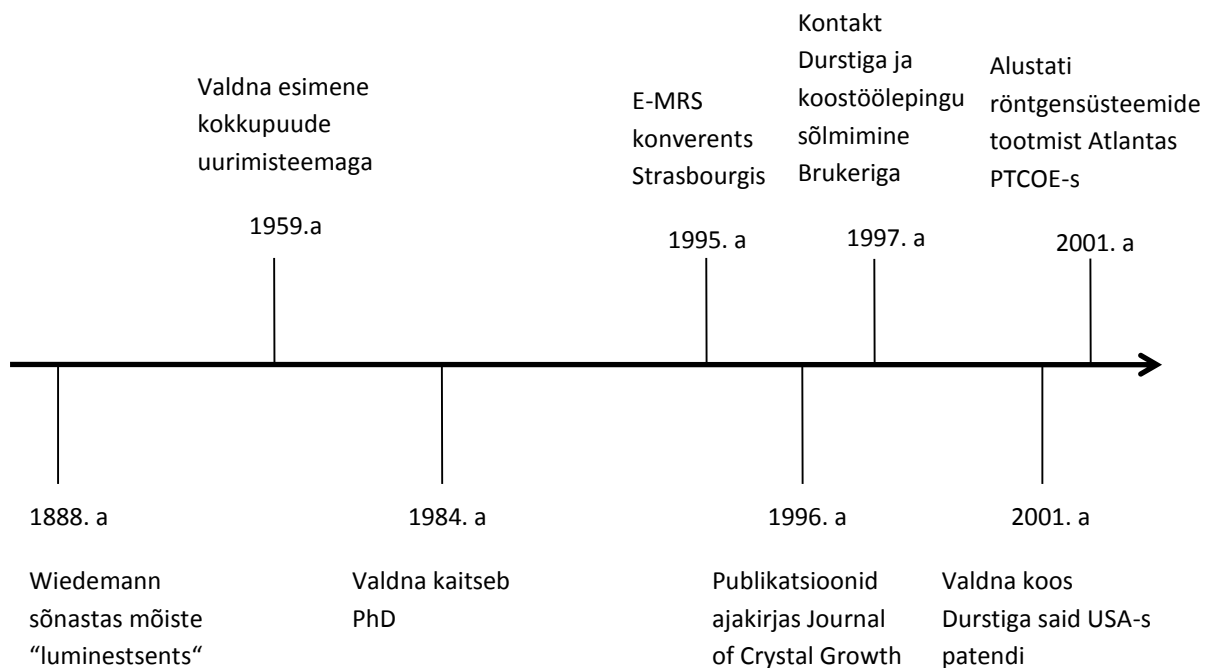 Valdna esimene
kokkupuude
uurimisteemaga
1959.a
E-MRS
konverents
Strasbourgis
1995. a
Kontakt
Durstiga ja
koostöölepingu
sõlmimine
Brukeriga
1997. a
Alustati
röntgensüsteemide
tootmist Atlantas
PTCOE-s
2001. a
1888. a
Wiedemann
sõnastas mõiste
“luminestsents“
1984. a
Valdna kaitseb
PhD
1996. a
Publikatsioonid
ajakirjas Journal
of Crystal Growth
2001. a
Valdna koos
Durstiga said USA-s
patendi